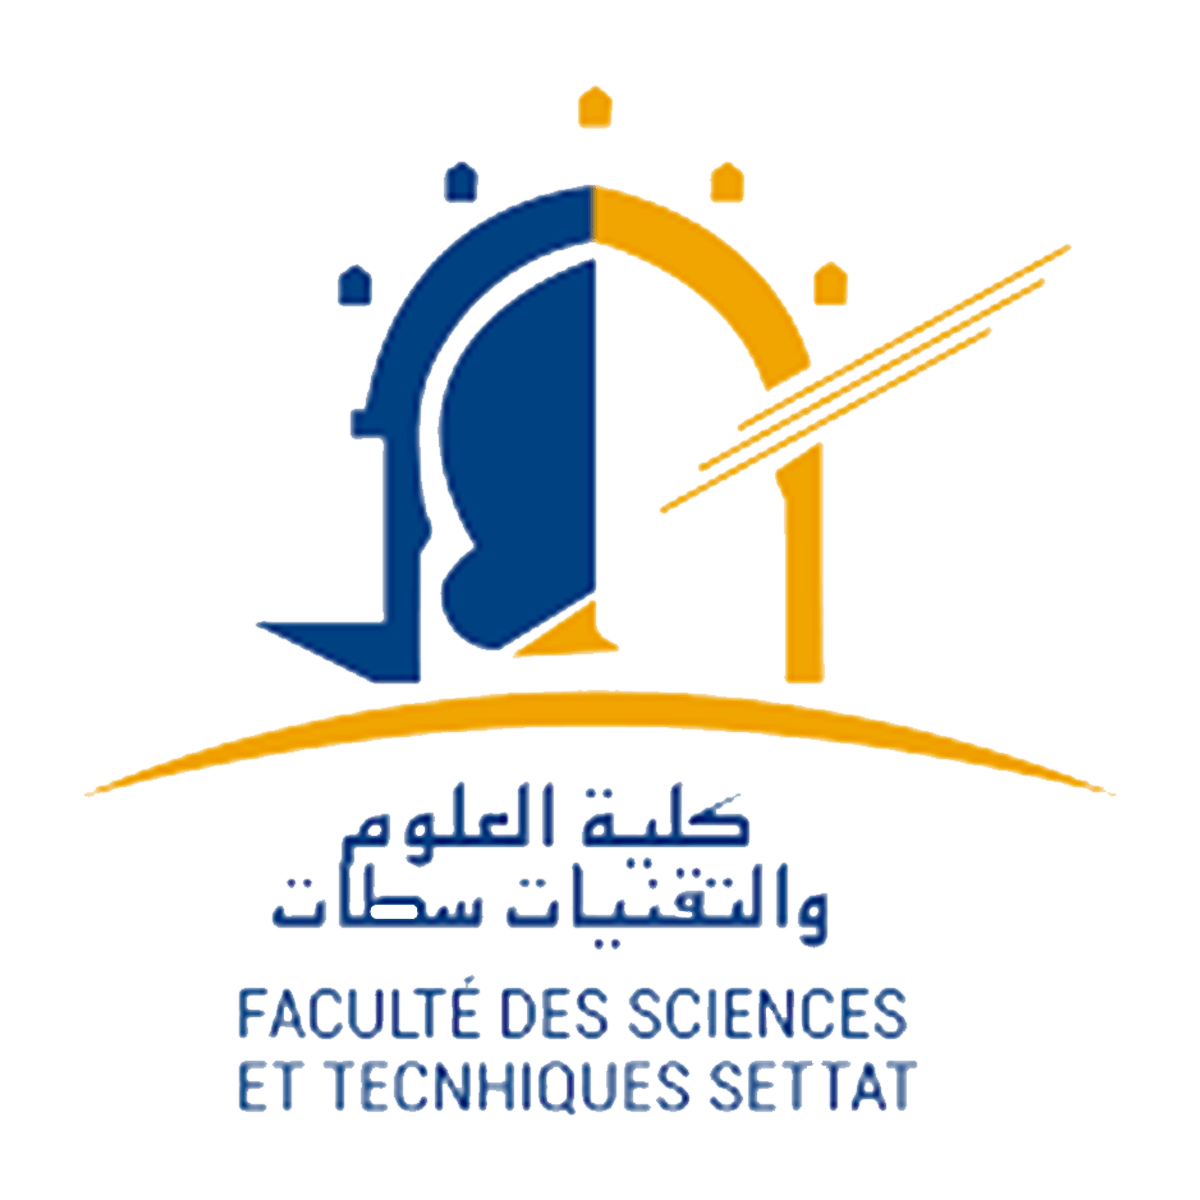 كلية العلوم
والتقنيات سطات
FACULTÉ DES SCIENCES
ET TECNHIQUES SETTAT